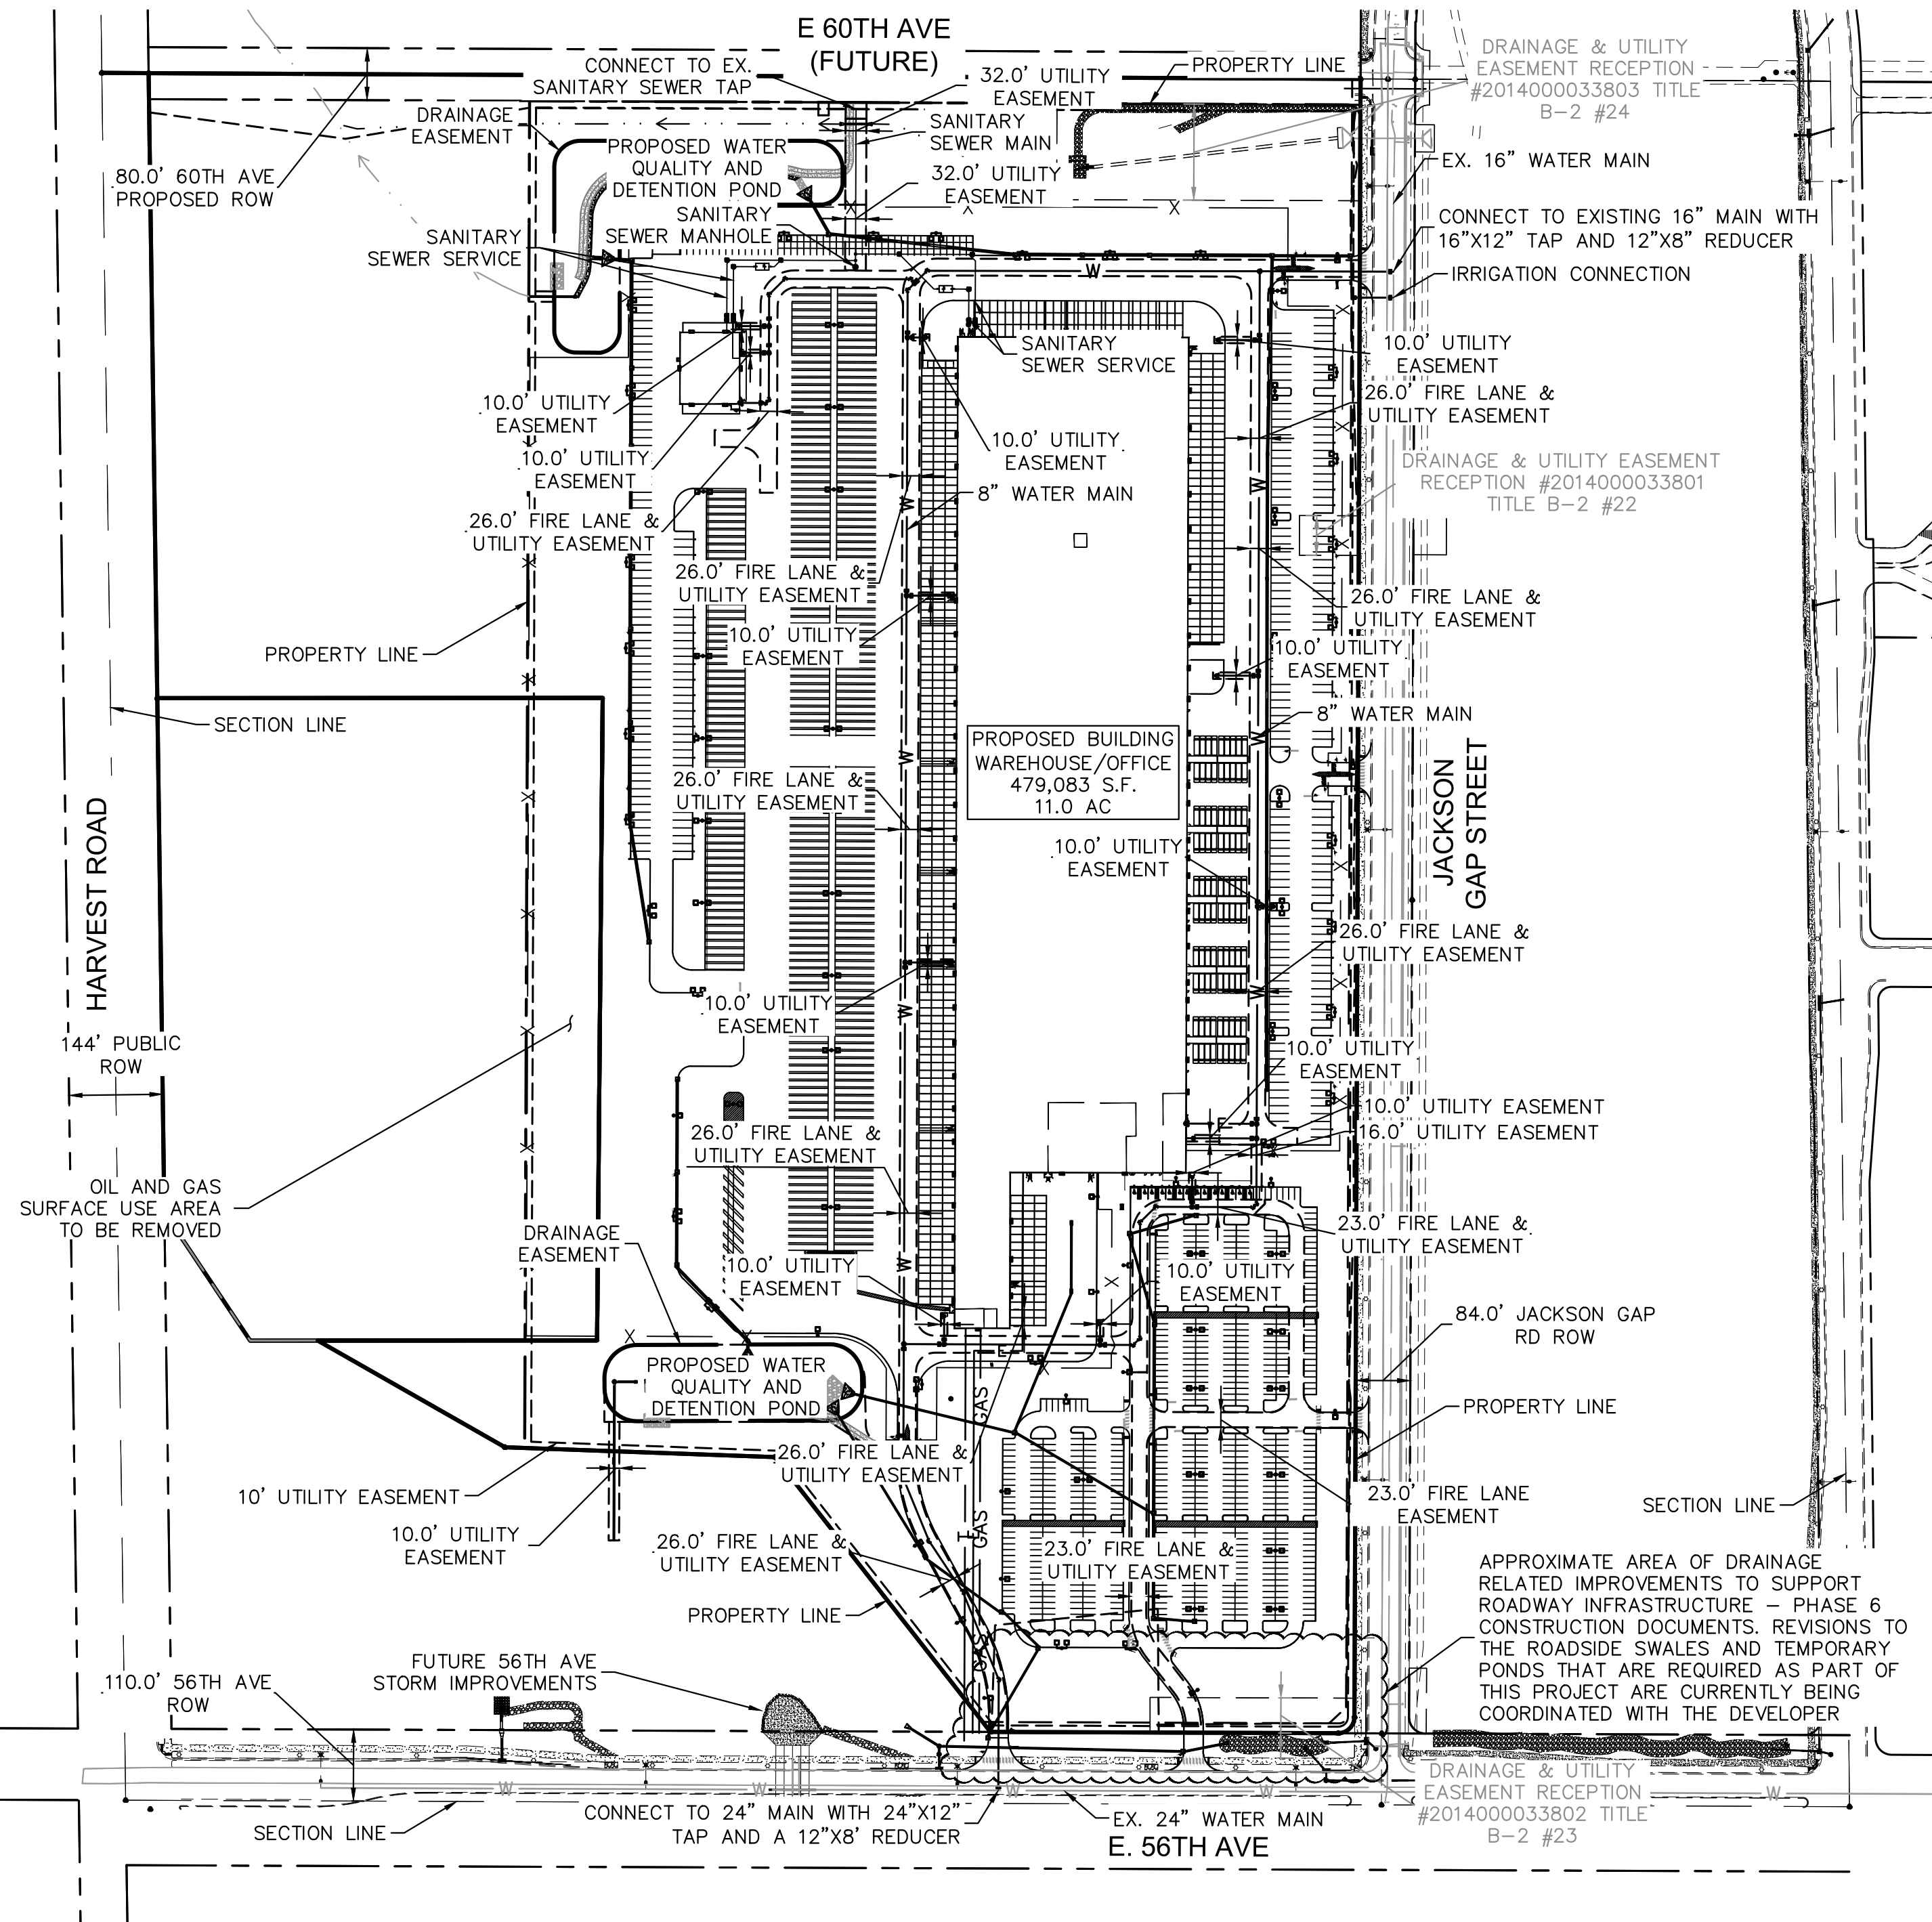 E 60TH AVE
(FUTURE)
CONNECT TO EX.
SANITARY SEWER TAP
32.0' UTILITY
EASEMENT
PROPERTY LINE
DRAINAGE & UTILITY
EASEMENT RECEPTION
#2014000033803 TITLE
B-2 #24
DRAINAGE
EASEMENT
SANITARY
SEWER MAIN
PROPOSED WATER
QUALITY AND
DETENTION POND
EX. 16" WATER MAIN
80.0' 60TH AVE
PROPOSED ROW
32.0' UTILITY
EASEMENT
SANITARY
SEWER MANHOLE
CONNECT TO EXISTING 16" MAIN WITH
16"X12" TAP AND 12"X8" REDUCER
SANITARY
SEWER SERVICE
W
IRRIGATION CONNECTION
SANITARY
SEWER SERVICE
10.0' UTILITY
EASEMENT
10.0' UTILITY
EASEMENT
26.0' FIRE LANE &
UTILITY EASEMENT
10.0' UTILITY
EASEMENT
10.0' UTILITY
EASEMENT
DRAINAGE & UTILITY EASEMENT
RECEPTION #2014000033801
TITLE B-2 #22
W
8" WATER MAIN
W
26.0' FIRE LANE &
UTILITY EASEMENT
26.0' FIRE LANE &
UTILITY EASEMENT
26.0' FIRE LANE &
UTILITY EASEMENT
10.0' UTILITY
EASEMENT
PROPERTY LINE
10.0' UTILITY
EASEMENT
SECTION LINE
8" WATER MAIN
W
W
PROPOSED BUILDING
WAREHOUSE/OFFICE
479,083 S.F.
11.0 AC
26.0' FIRE LANE &
UTILITY EASEMENT
JACKSON
GAP STREET
HARVEST ROAD
10.0' UTILITY
EASEMENT
26.0' FIRE LANE &
UTILITY EASEMENT
W
10.0' UTILITY
EASEMENT
W
144' PUBLIC
ROW
10.0' UTILITY
EASEMENT
10.0' UTILITY EASEMENT
16.0' UTILITY EASEMENT
F
26.0' FIRE LANE &
UTILITY EASEMENT
OIL AND GAS
SURFACE USE AREA
TO BE REMOVED
23.0' FIRE LANE &
UTILITY EASEMENT
DRAINAGE
EASEMENT
W
10.0' UTILITY
EASEMENT
10.0' UTILITY
EASEMENT
84.0' JACKSON GAP
RD ROW
PROPOSED WATER
QUALITY AND
DETENTION POND
GAS
PROPERTY LINE
26.0' FIRE LANE &
UTILITY EASEMENT
10' UTILITY EASEMENT
23.0' FIRE LANE
EASEMENT
SECTION LINE
10.0' UTILITY
EASEMENT
GAS
26.0' FIRE LANE &
UTILITY EASEMENT
23.0' FIRE LANE &
UTILITY EASEMENT
APPROXIMATE AREA OF DRAINAGE
RELATED IMPROVEMENTS TO SUPPORT
ROADWAY INFRASTRUCTURE – PHASE 6
CONSTRUCTION DOCUMENTS. REVISIONS TO
THE ROADSIDE SWALES AND TEMPORARY
PONDS THAT ARE REQUIRED AS PART OF
THIS PROJECT ARE CURRENTLY BEING
COORDINATED WITH THE DEVELOPER
PROPERTY LINE
GAS
FUTURE 56TH AVE
STORM IMPROVEMENTS
110.0' 56TH AVE
ROW
DRAINAGE & UTILITY
EASEMENT RECEPTION
#2014000033802 TITLE
B-2 #23
W
W
W
W
W
CONNECT TO 24" MAIN WITH 24"X12"
TAP AND A 12"X8' REDUCER
EX. 24" WATER MAIN
SECTION LINE
E. 56TH AVE